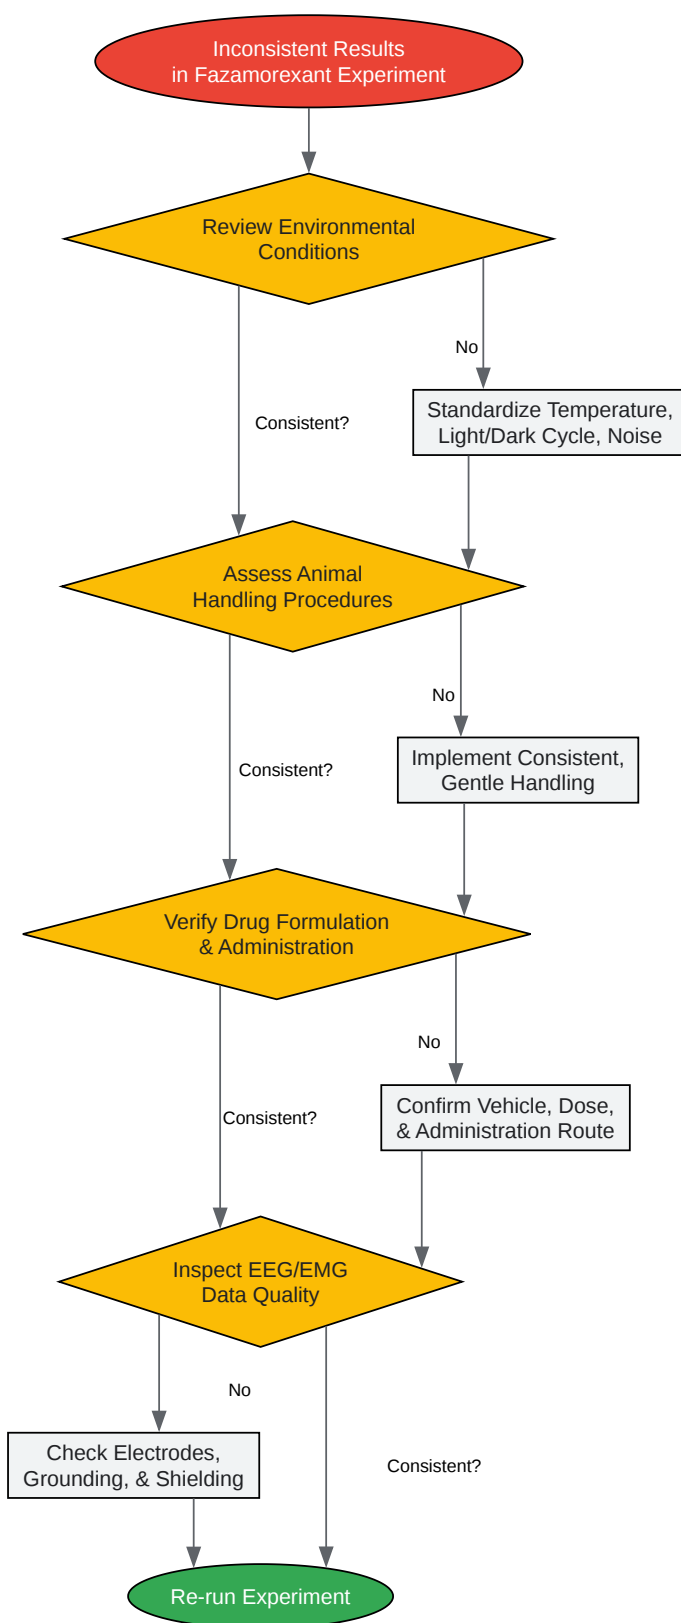 Inconsistent Results
in Fazamorexant Experiment
Review Environmental
Conditions
No
Standardize Temperature,
Light/Dark Cycle, Noise
Consistent?
Assess Animal
Handling Procedures
No
Implement Consistent,
Gentle Handling
Consistent?
Verify Drug Formulation
& Administration
No
Confirm Vehicle, Dose,
& Administration Route
Consistent?
Inspect EEG/EMG
Data Quality
No
Check Electrodes,
Grounding, & Shielding
Consistent?
Re-run Experiment